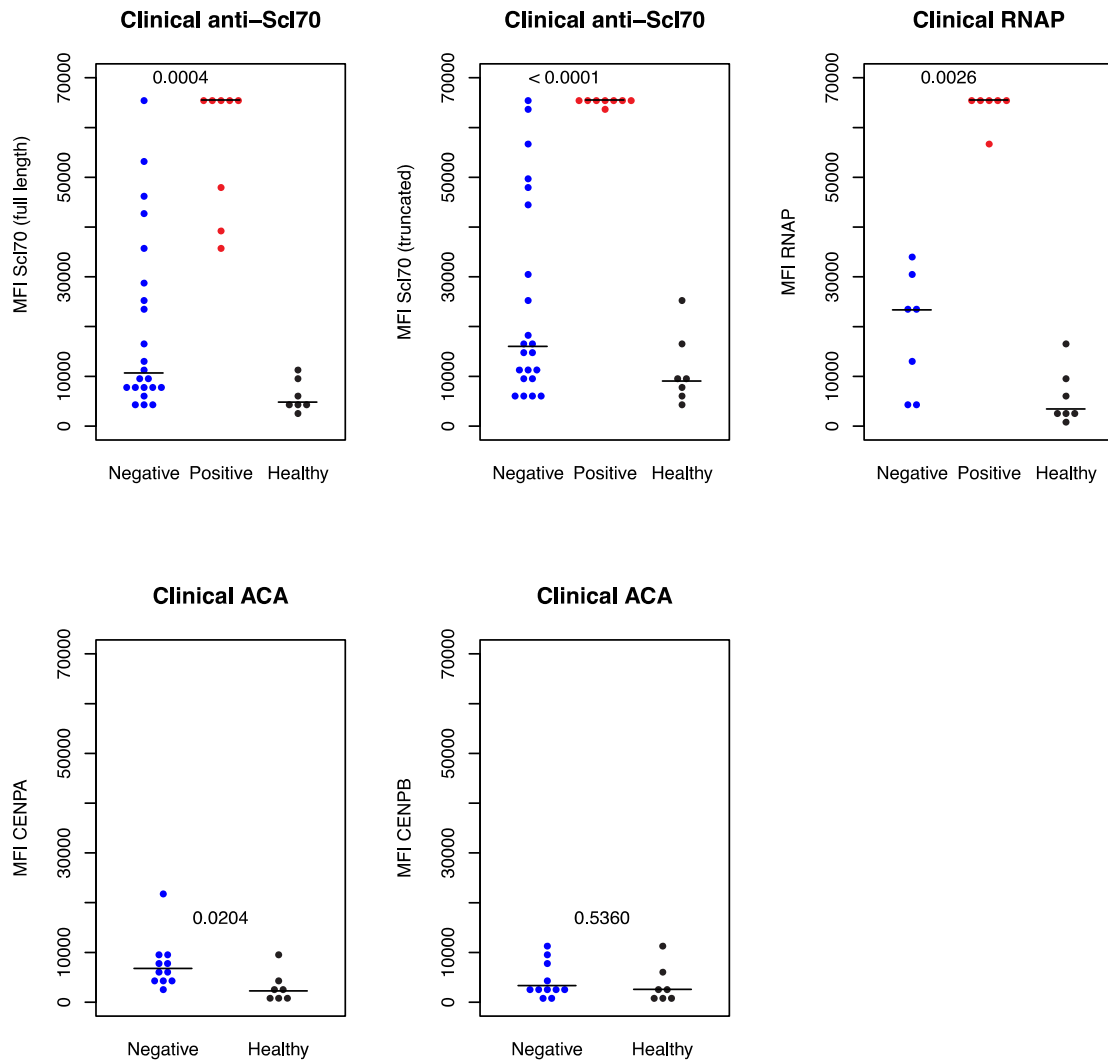 Clinical anti–Scl70
0.0004
MFI Scl70 (full length)
70000
50000
30000
10000
0
Negative Positive Healthy
Clinical anti–Scl70
< 0.0001
MFI Scl70 (truncated)
70000
50000
30000
10000
0
Negative Positive Healthy
Clinical RNAP
0.0026
MFI RNAP
70000
50000
30000
10000
0
Negative Positive Healthy
Clinical ACA
MFI CENPA
70000
50000
30000
10000
0
0.0204
Negative Healthy
Clinical ACA
MFI CENPB
70000
50000
30000
10000
0
0.5360
Negative Healthy